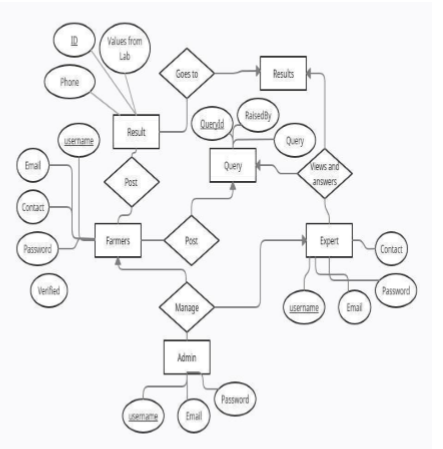 ID
Values from
Lab
Phone
Goes to
Results
Result
QueryId
RaisedBy
Query
username
Email
Post
Query
Views and
answers
Contact
Password
Farmers
Post
Expert
Contact
Verified
Manage
username
Email
Password
Admin
username
Email
Password